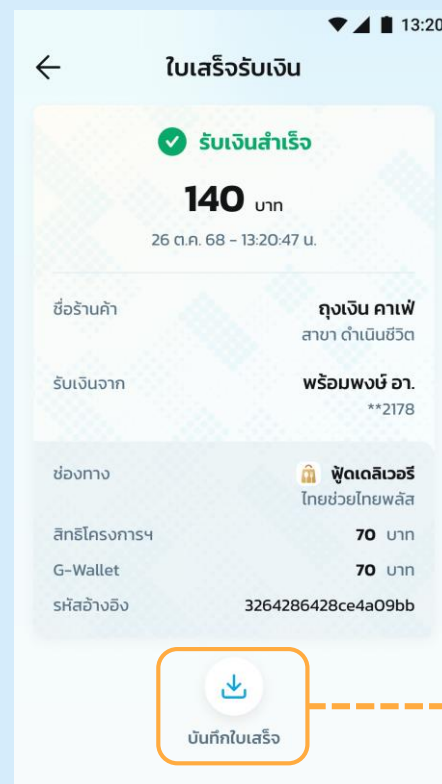 13:20
ใบเสร็จรับเงิน
รับเงินสำเร็จ
140 บาท
26 ต.ค. 68 - 13:20:47 น.
ชื่อร้านค้า ถุงเงิน คาเฟ่
สาขา ดำเนินชีวิต
รับเงินจาก พร้อมพงษ์ อา.
**2178
ช่องทาง ฟู้ดเดลิเวอรี
ไทยช่วยไทยพลัส
สิทธิโครงการฯ 70 บาท
G-Wallet 70 บาท
รหัสอ้างอิง 3264286428ce4a09bb
บันทึกใบเสร็จ